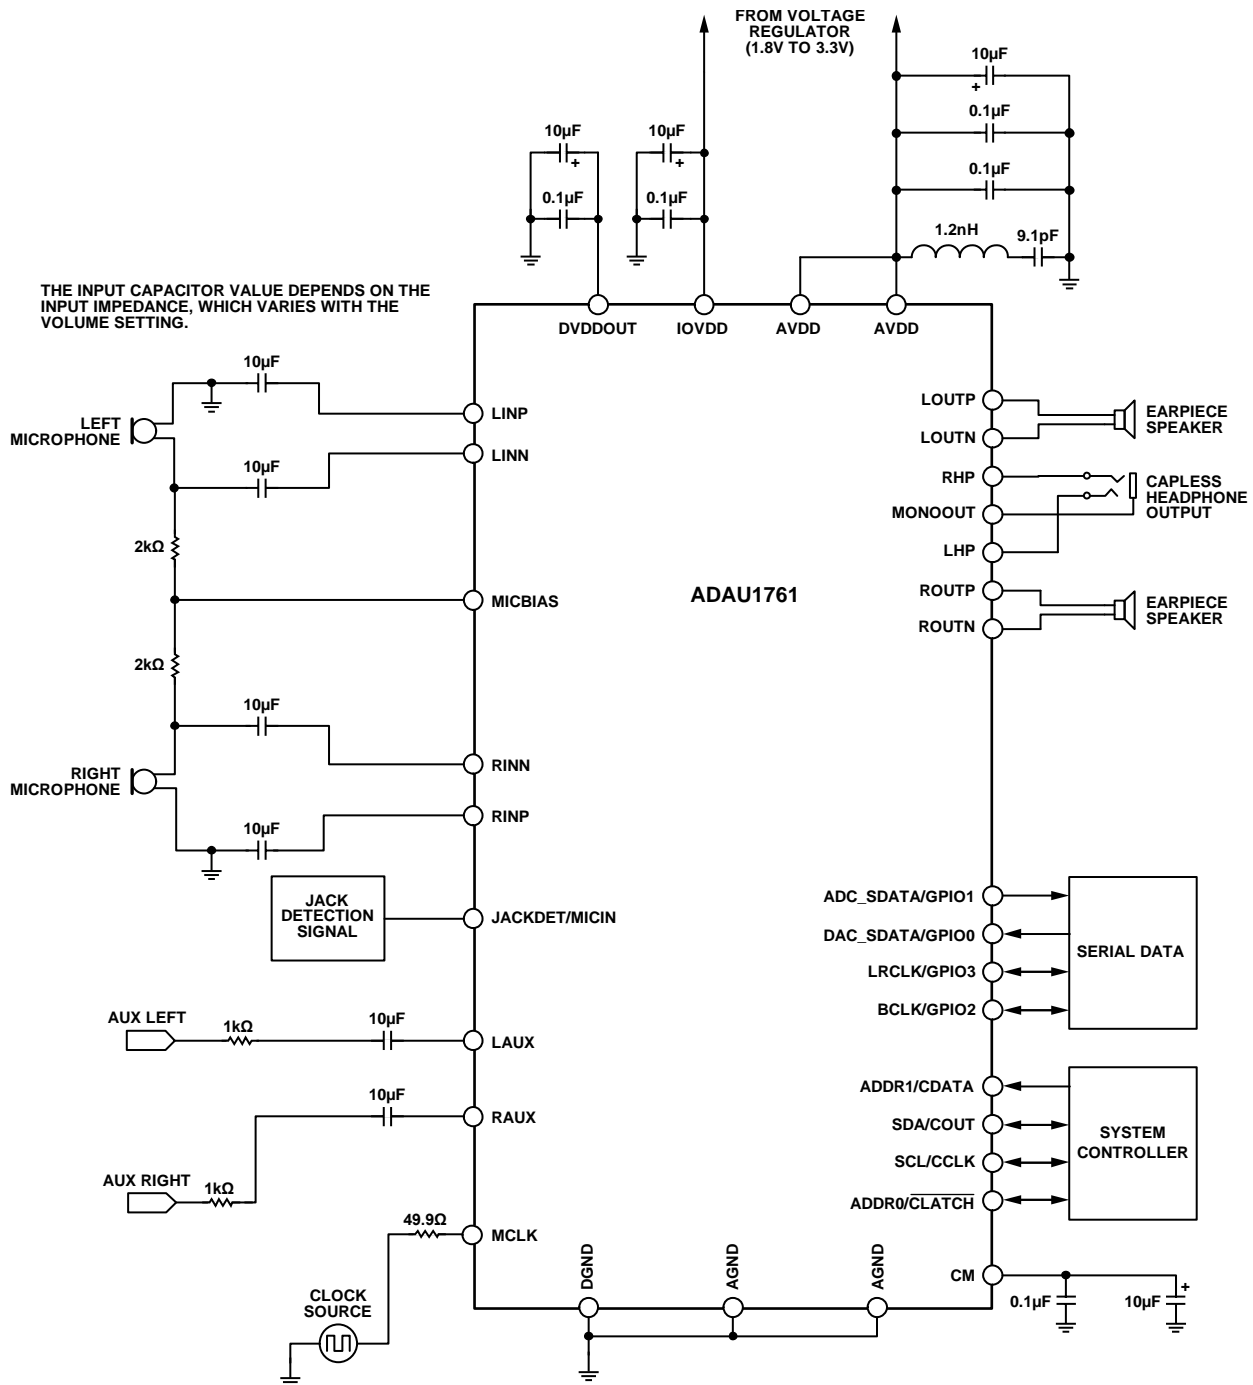 FROM VOLTAGE
REGULATOR
(1.8V TO 3.3V)
10µF
0.1µF
0.1µF
10µF
10µF
0.1µF
0.1µF
1.2nH
9.1pF
THE INPUT CAPACITOR VALUE DEPENDS ON THE
INPUT IMPEDANCE, WHICH VARIES WITH THE
VOLUME SETTING.
DVDDOUT
IOVDD
AVDD
AVDD
10µF
LEFT
MICROPHONE
LINP
10µF
LINN
2kΩ
MICBIAS
2kΩ
10µF
RINN
RIGHT
MICROPHONE
10µF
RINP
JACK
DETECTION
SIGNAL
JACKDET/MICIN
AUX LEFT
1kΩ
10µF
LAUX
10µF
RAUX
AUX RIGHT
1kΩ
49.9Ω
MCLK
CLOCK
SOURCE
ADAU1761
LOUTP
LOUTN
EARPIECE
SPEAKER
RHP
MONOOUT
LHP
CAPLESS
HEADPHONE
OUTPUT
ROUTP
ROUTN
EARPIECE
SPEAKER
ADC_SDATA/GPIO1
DAC_SDATA/GPIO0
LRCLK/GPIO3
BCLK/GPIO2
SERIAL DATA
ADDR1/CDATA
SDA/COUT
SCL/CCLK
ADDR0/CLATCH
SYSTEM
CONTROLLER
DGND
AGND
AGND
CM
0.1µF
10µF
+
+
+
+